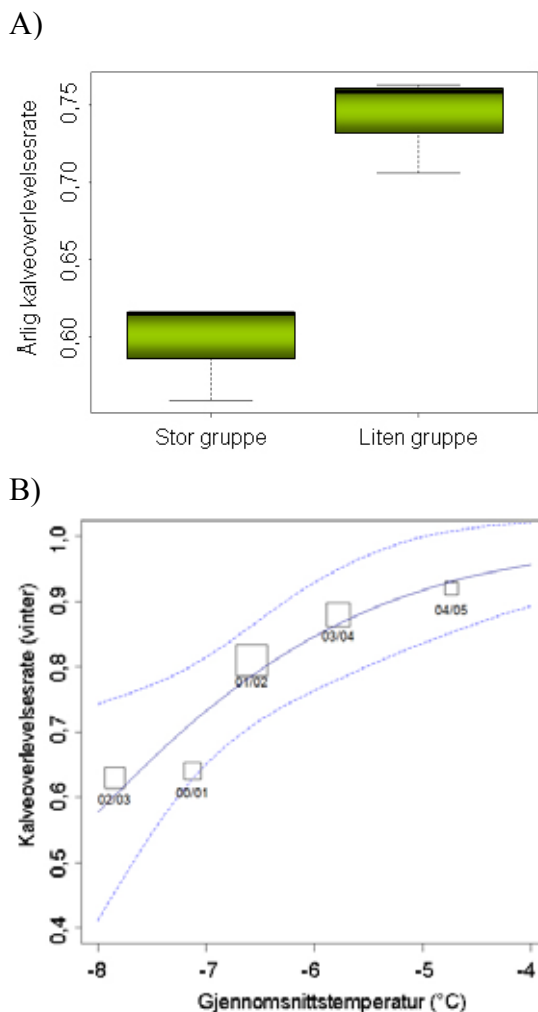 A)
Årlig kalveoverlevelsesrate
0,75
0,70
0,65
0,60
Stor gruppe
Liten gruppe
B)
Kalveoverlevelsesrate (vinter)
1,0
0,9
0,8
0,7
0,6
0,5
0,4
04/05
03/04
01/02
00/01
02/03
-8 -7 -6 -5 -4
Gjennomsnittstemperatur (°C)